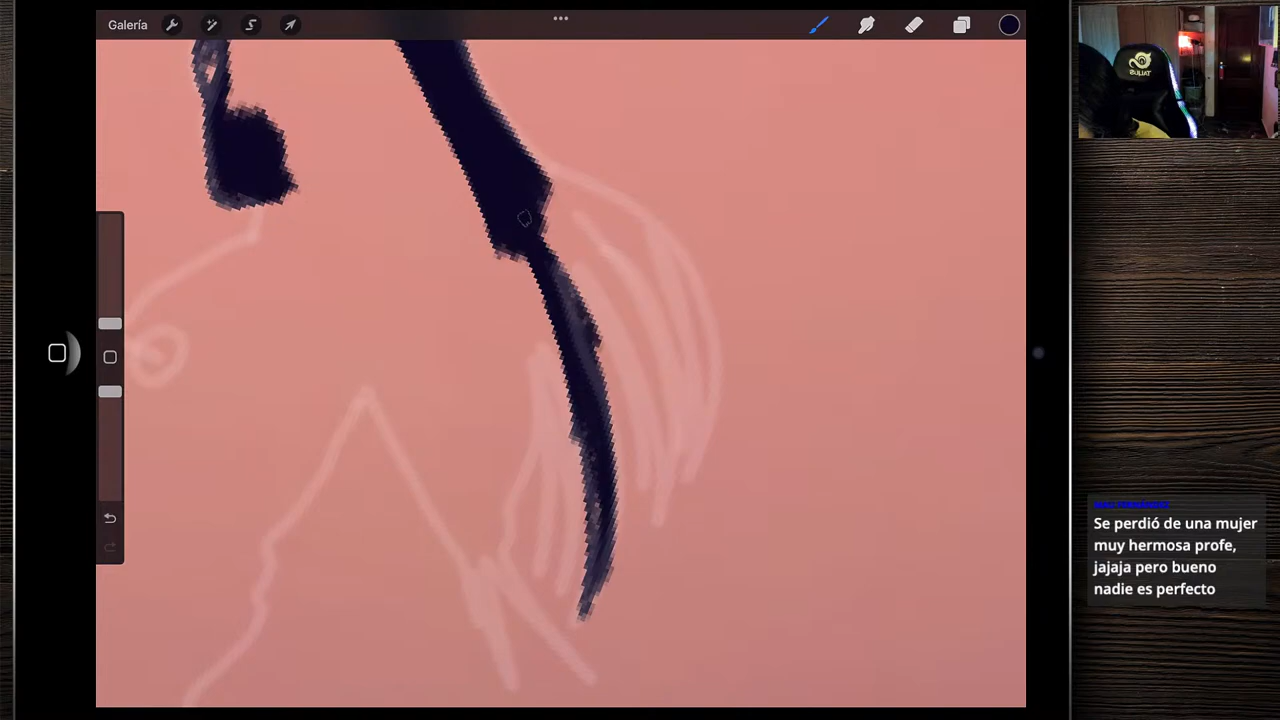 Galería
Se perdió de una mujer
muy hermosa profe,
jajaja pero bueno
nadie es perfecto